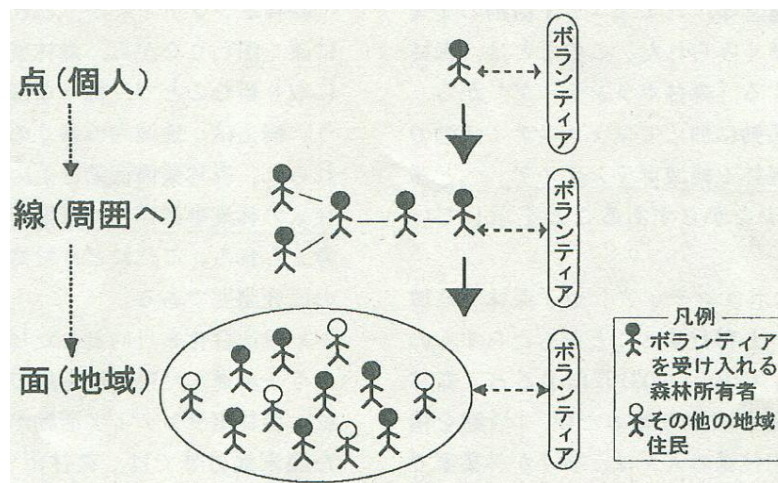 点(個人)
ボランティア
線(周囲へ)
ボランティア
面(地域)
ボランティア
凡例
ボランティア
を受け入れる
森林所有者
その他の地域
住民